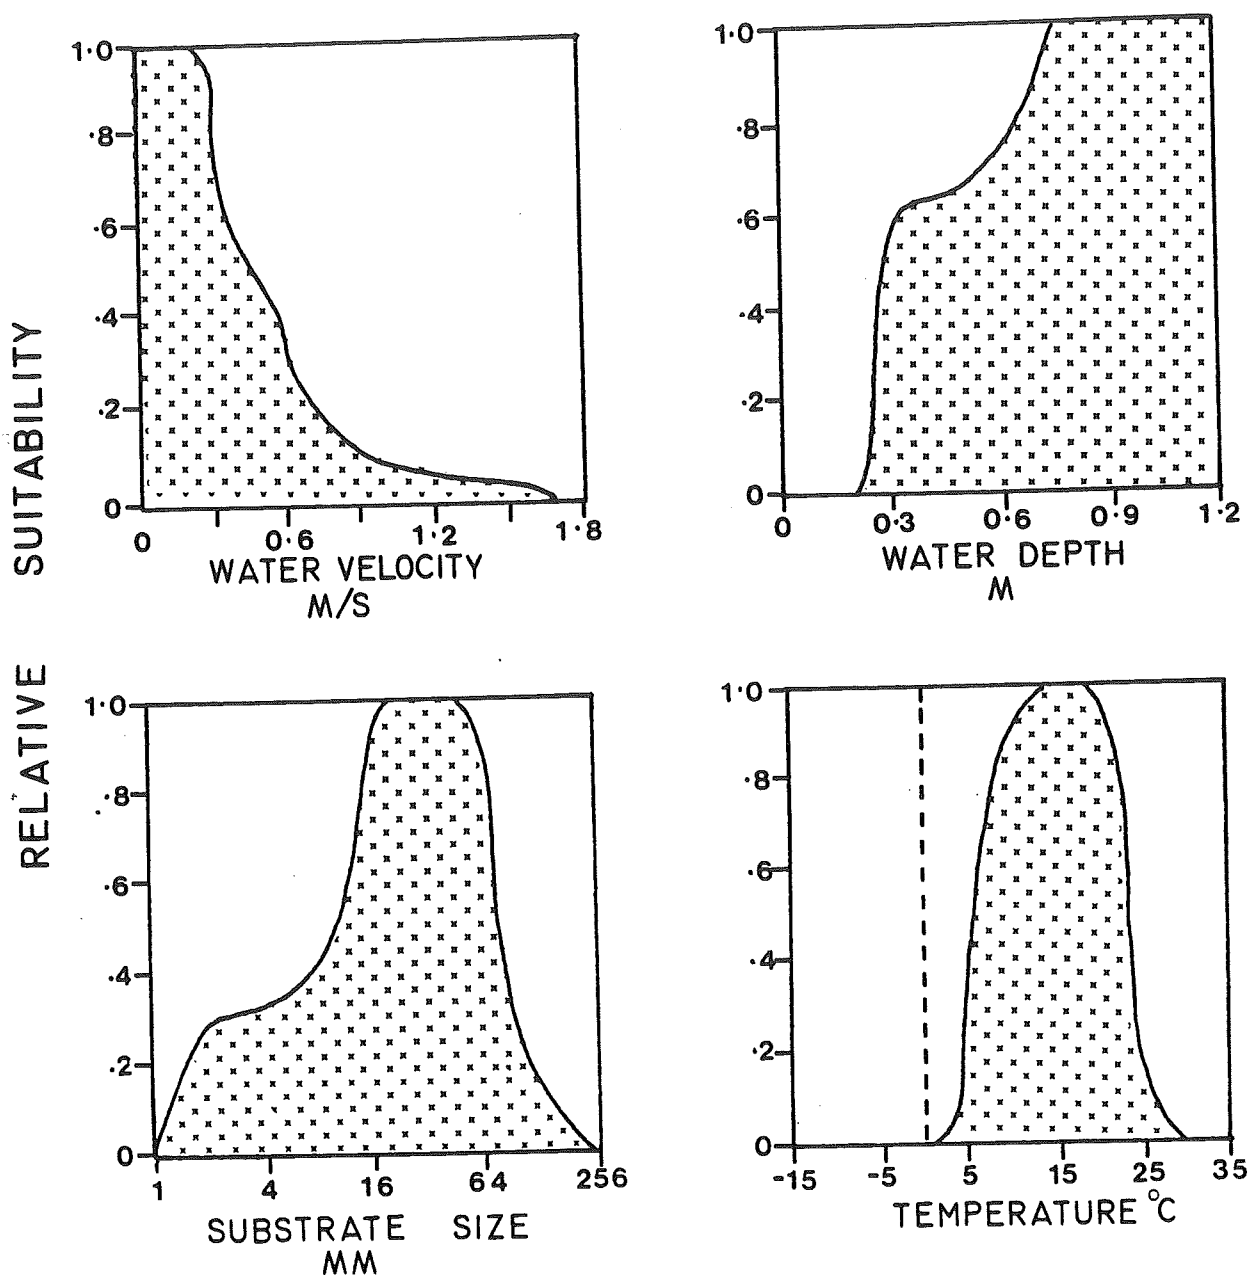 RELATIVE SUITABILITY
1·0
·8
·6
·4
·2
0
0 0·6 1·2 1·8
WATER VELOCITY
M/S
1·0
·8
·6
·4
·2
0
0 0·3 0·6 0·9 1·2
WATER DEPTH
M
1·0
·8
·6
·4
·2
0
1 4 16 64 256
SUBSTRATE SIZE
MM
1·0
·8
·6
·4
·2
0
-15 -5 5 15 25 35
TEMPERATURE °C